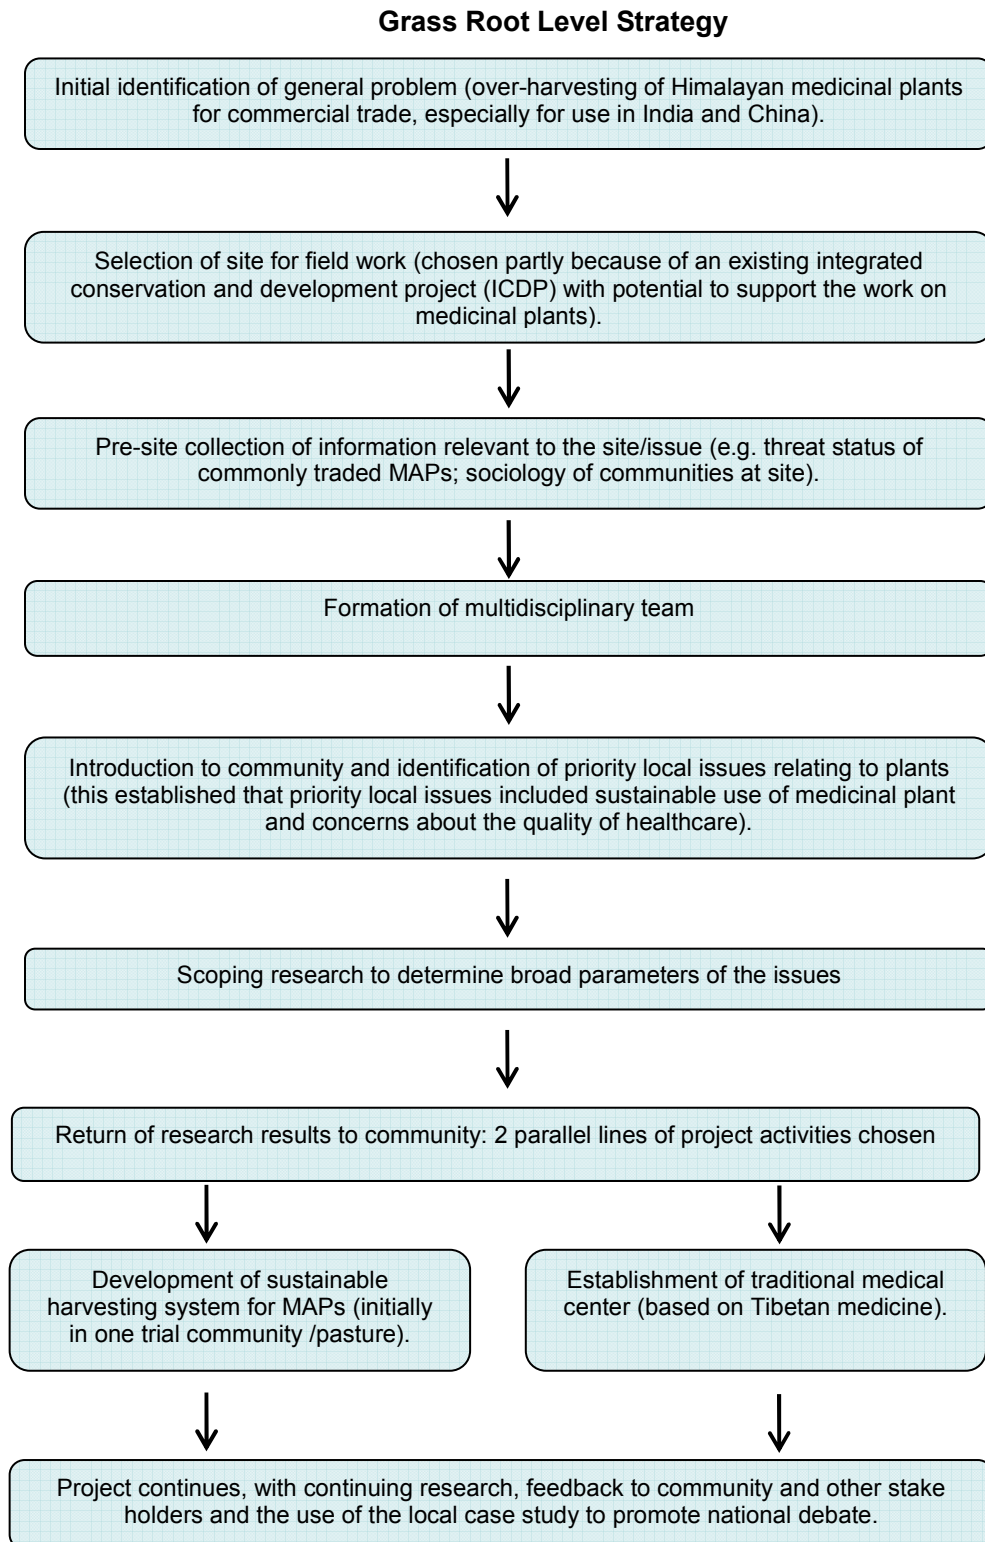 Grass Root Level Strategy
Initial identification of general problem (over-harvesting of Himalayan medicinal plants
for commercial trade, especially for use in India and China).
Selection of site for field work (chosen partly because of an existing integrated
conservation and development project (ICDP) with potential to support the work on
medicinal plants).
Pre-site collection of information relevant to the site/issue (e.g. threat status of
commonly traded MAPs; sociology of communities at site).
Formation of multidisciplinary team
Introduction to community and identification of priority local issues relating to plants
(this established that priority local issues included sustainable use of medicinal plant
and concerns about the quality of healthcare).
Scoping research to determine broad parameters of the issues
Return of research results to community: 2 parallel lines of project activities chosen
Development of sustainable
harvesting system for MAPs (initially
in one trial community /pasture).
Establishment of traditional medical
center (based on Tibetan medicine).
Project continues, with continuing research, feedback to community and other stake
holders and the use of the local case study to promote national debate.